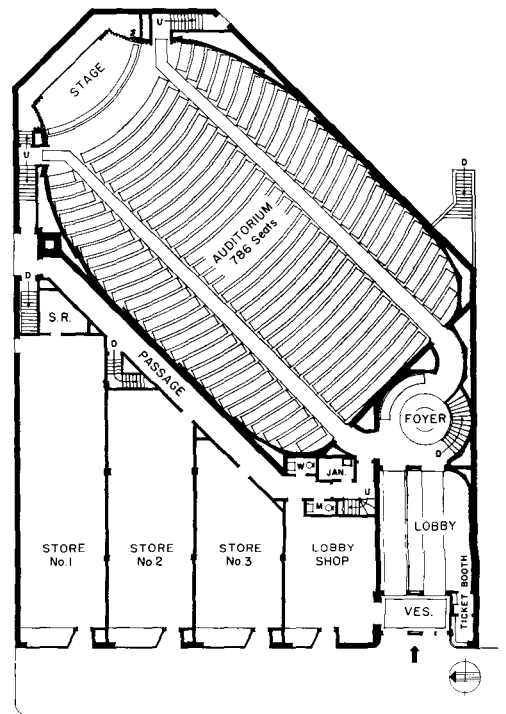 U
STAGE
U
D
AUDITORIUM
786 Seats
D
S.R.
D
PASSAGE
FOYER
D
W
JAN.
U
M
LOBBY
STORE
No.1
STORE
No.2
STORE
No.3
LOBBY
SHOP
TICKET BOOTH
VES.